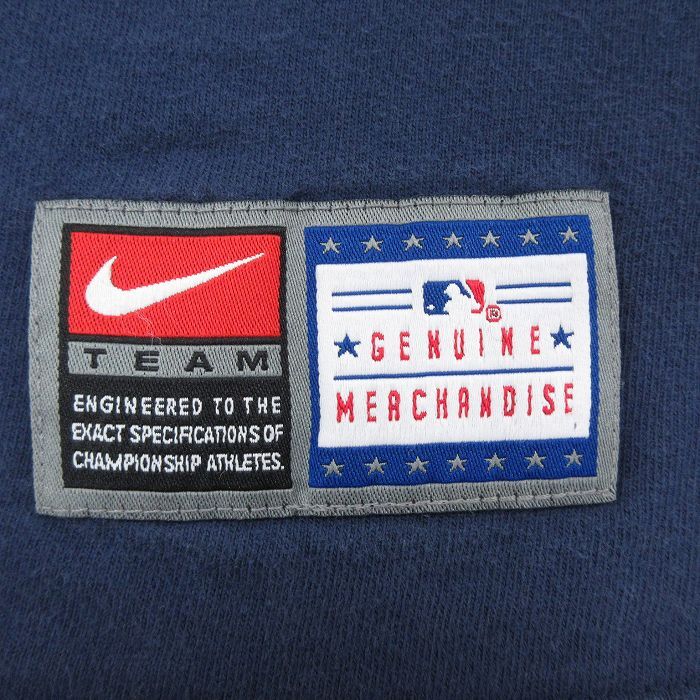 TEAM
ENGINEERED TO THE
EXACT SPECIFICATIONS OF
CHAMPIONSHIP ATHLETES.
GENUINE
MERCHANDISE